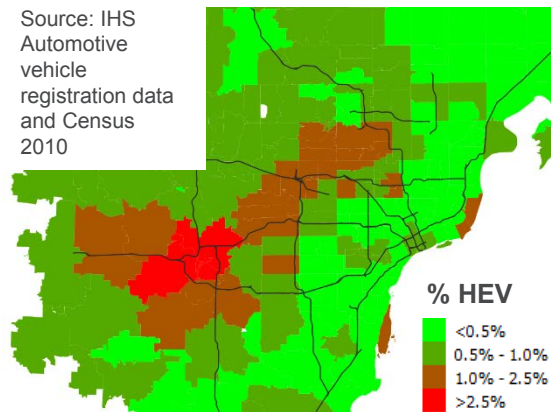 Source: IHS
Automotive
vehicle
registration data
and Census
2010
% HEV
<0.5%
0.5% - 1.0%
1.0% - 2.5%
>2.5%